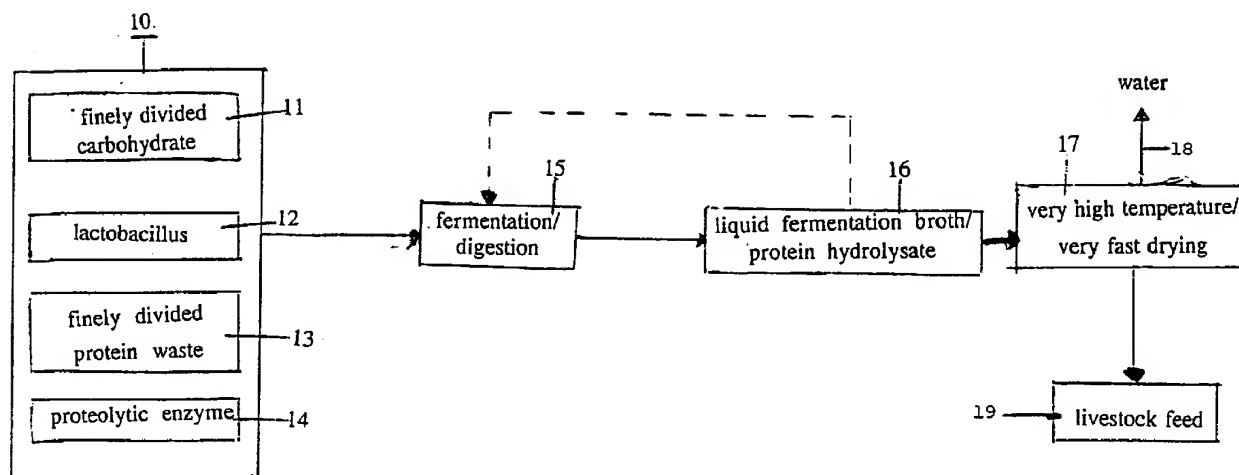 10.
finely divided
carbohydrate
11
lactobacillus
12
finely divided
protein waste
13
proteolytic enzyme
14
fermentation/
digestion
15
liquid fermentation broth/
protein hydrolysate
16
very high temperature/
very fast drying
17
water
18
livestock feed
19